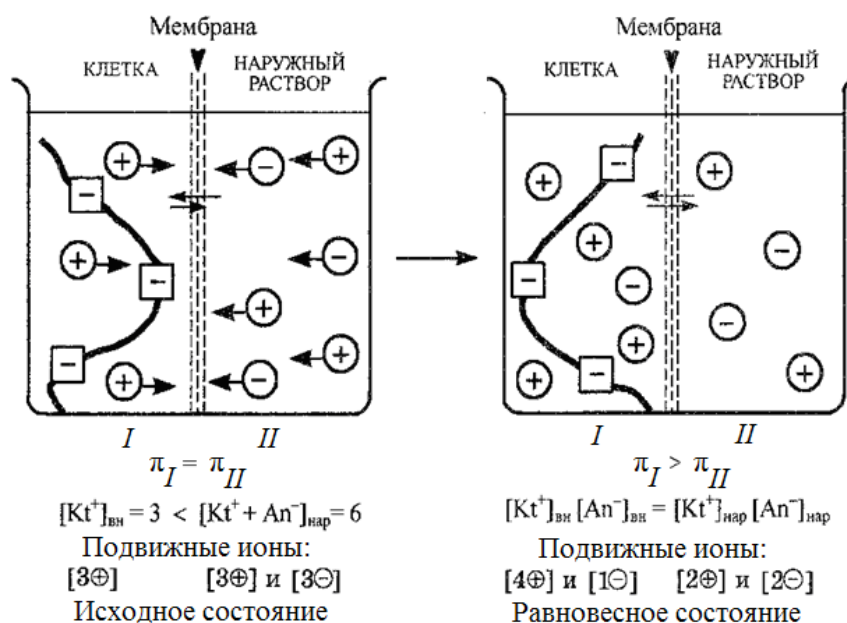 Мембрана
КЛЕТКА
НАРУЖНЫЙ
РАСТВОР
I
II
π_I = π_II
[Kt⁺]вн = 3 < [Kt⁺ + An⁻]нар = 6
Подвижные ионы:
[3⊕] [3⊕] и [3⊖]
Исходное состояние
Мембрана
КЛЕТКА
НАРУЖНЫЙ
РАСТВОР
I
II
π_I > π_II
[Kt⁺]вн [An⁻]вн = [Kt⁺]нар [An⁻]нар
Подвижные ионы:
[4⊕] и [1⊖] [2⊕] и [2⊖]
Равновесное состояние